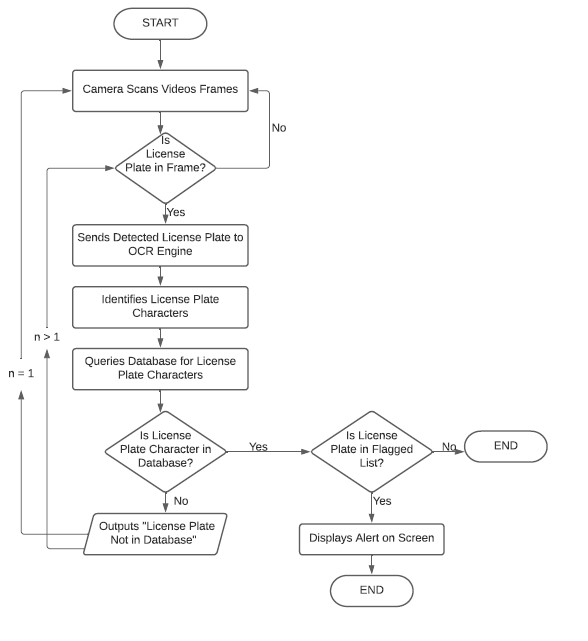 START
Camera Scans Videos Frames
No
Is
License
Plate in Frame?
Yes
Sends Detected License Plate to
OCR Engine
Identifies License Plate
Characters
n > 1
n = 1
Queries Database for License
Plate Characters
Is License
Plate Character in
Database?
Yes
Is License
Plate in Flagged
List?
No
END
No
Yes
Outputs "License Plate
Not in Database"
Displays Alert on Screen
END